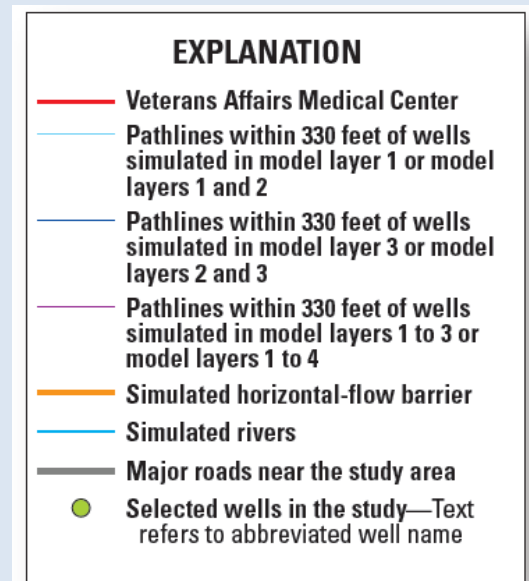 EXPLANATION
Veterans Affairs Medical Center
Pathlines within 330 feet of wells
simulated in model layer 1 or model
layers 1 and 2
Pathlines within 330 feet of wells
simulated in model layer 3 or model
layers 2 and 3
Pathlines within 330 feet of wells
simulated in model layers 1 to 3 or
model layers 1 to 4
Simulated horizontal-flow barrier
Simulated rivers
Major roads near the study area
Selected wells in the study—Text
refers to abbreviated well name